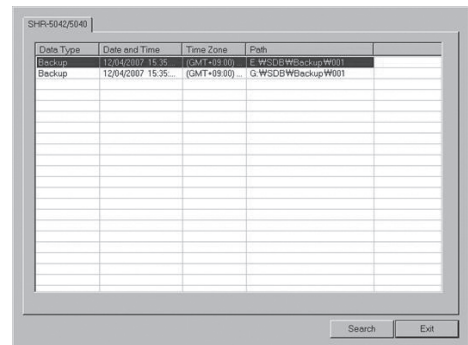 SHR-5042/5040
Data Type Date and Time Time Zone Path
Backup 12/04/2007 15:35 (GMT+09:00) E:₩SDB₩Backup₩001
Backup 12/04/2007 15:35:... (GMT+09:00) ... G:₩SDB₩Backup₩001
Search Exit